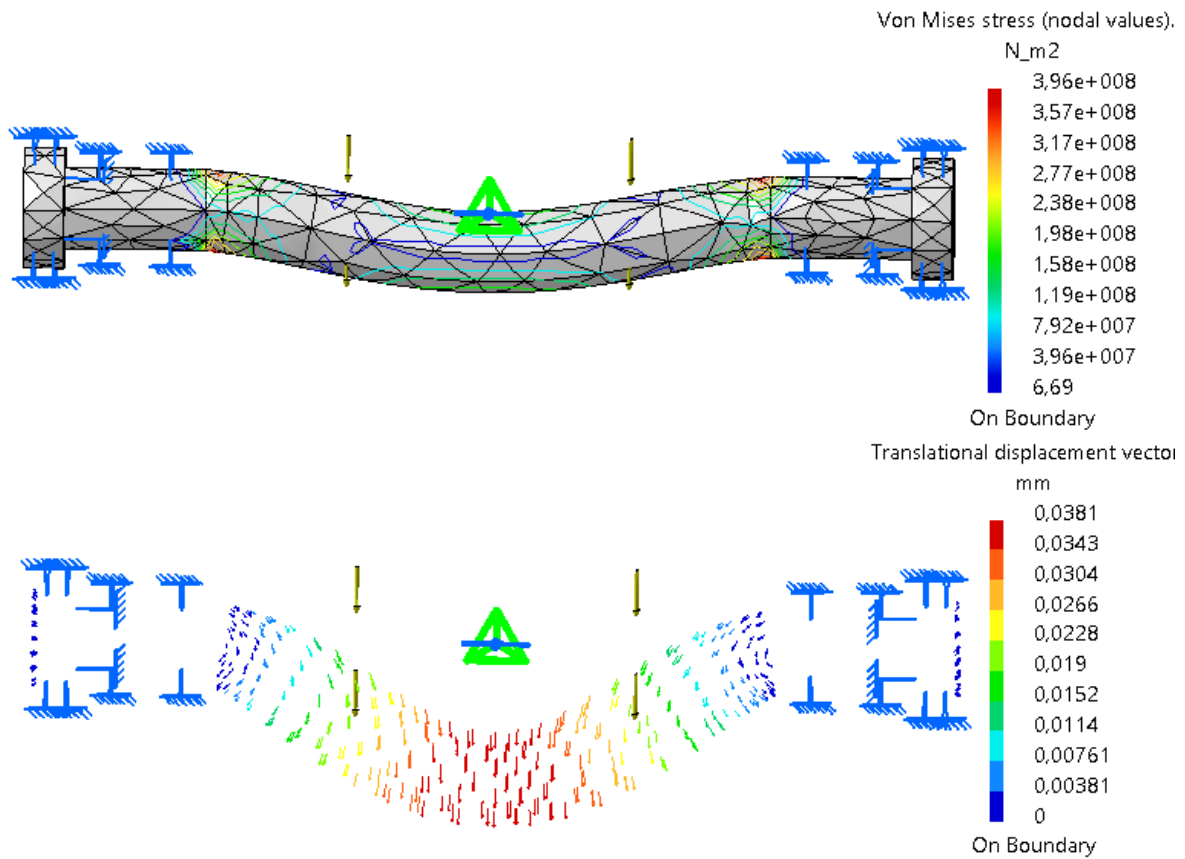 Von Mises stress (nodal values).
N_m2
3,96e+008
3,57e+008
3,17e+008
2,77e+008
2,38e+008
1,98e+008
1,58e+008
1,19e+008
7,92e+007
3,96e+007
6,69
On Boundary
Translational displacement vector
mm
0,0381
0,0343
0,0304
0,0266
0,0228
0,019
0,0152
0,0114
0,00761
0,00381
0
On Boundary